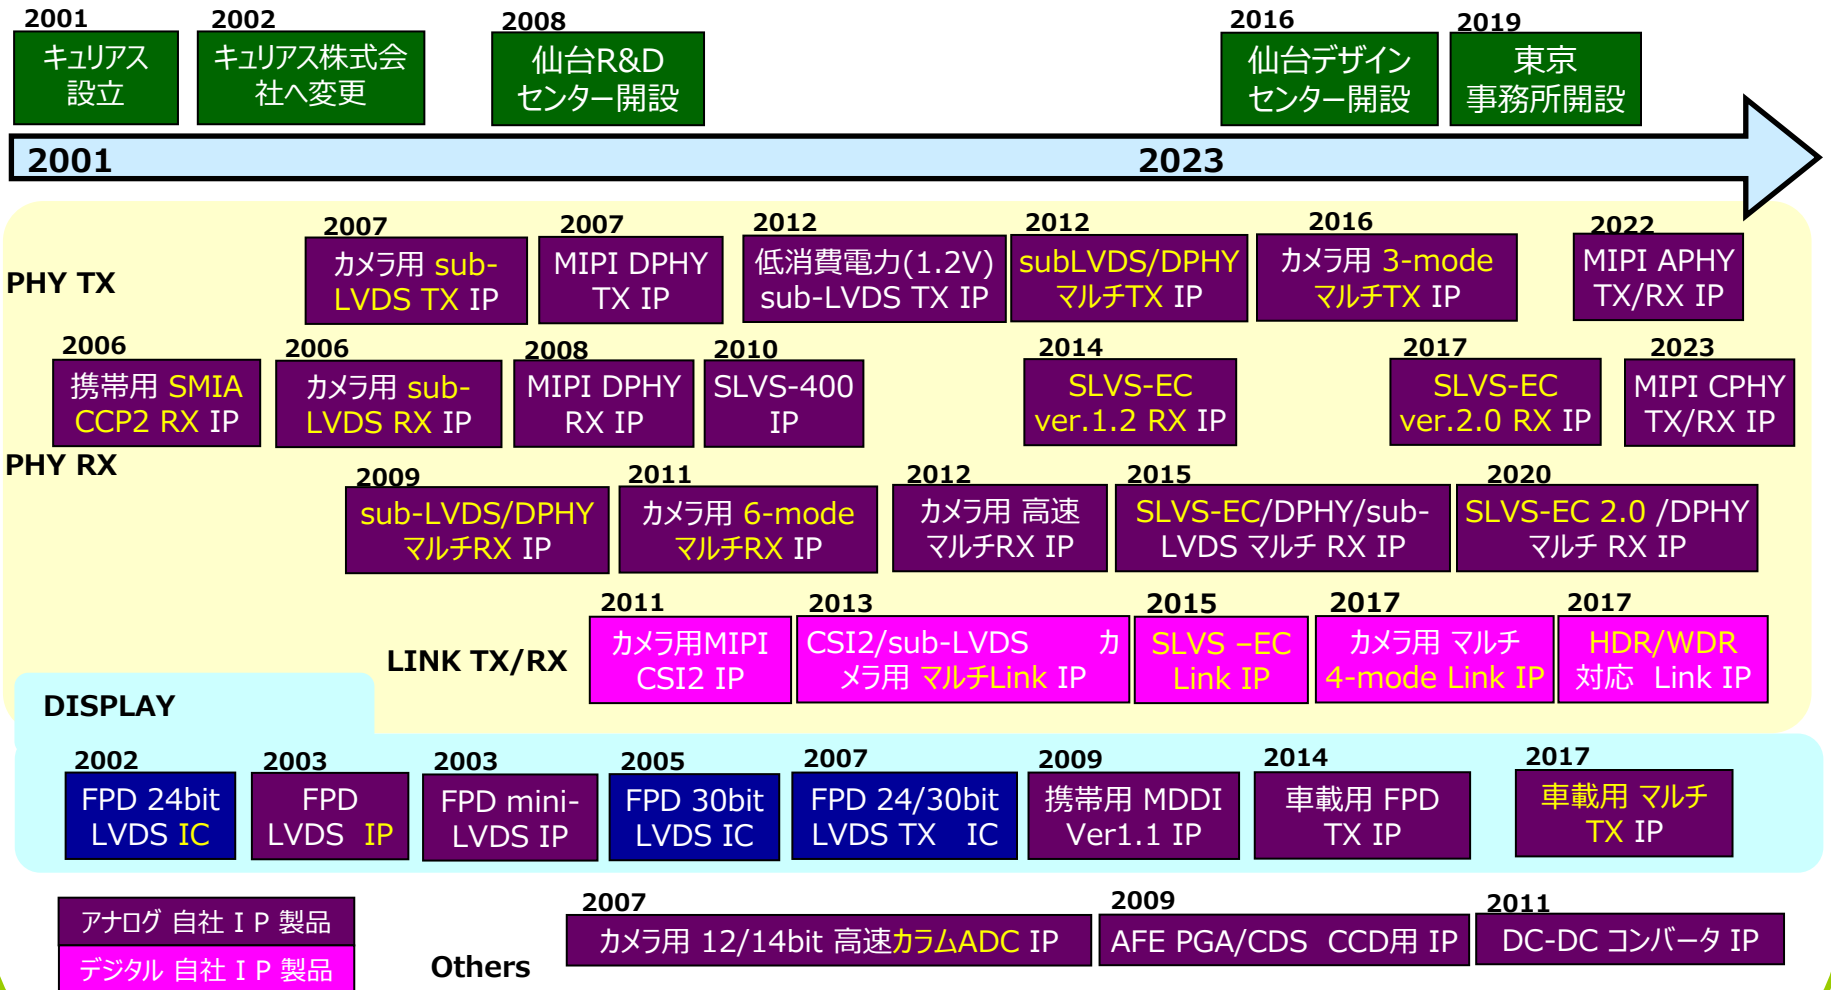 2001
キュリアス
設立
2002
キュリアス株式会
社へ変更
2008
仙台R&D
センター開設
2016
仙台デザイン
センター開設
2019
東京
事務所開設
2001
2023
PHY TX
2007
カメラ用 sub-
LVDS TX IP
2007
MIPI DPHY
TX IP
2012
低消費電力(1.2V)
sub-LVDS TX IP
2012
subLVDS/DPHY
マルチTX IP
2016
カメラ用 3-mode
マルチTX IP
2022
MIPI APHY
TX/RX IP
PHY RX
2006
携帯用 SMIA
CCP2 RX IP
2006
カメラ用 sub-
LVDS RX IP
2008
MIPI DPHY
RX IP
2010
SLVS-400
IP
2014
SLVS-EC
ver.1.2 RX IP
2017
SLVS-EC
ver.2.0 RX IP
2023
MIPI CPHY
TX/RX IP
2009
sub-LVDS/DPHY
マルチRX IP
2011
カメラ用 6-mode
マルチRX IP
2012
カメラ用 高速
マルチRX IP
2015
SLVS-EC/DPHY/sub-
LVDS マルチ RX IP
2020
SLVS-EC 2.0 /DPHY
マルチ RX IP
LINK TX/RX
2011
カメラ用MIPI
CSI2 IP
2013
CSI2/sub-LVDS カ
メラ用 マルチLink IP
2015
SLVS –EC
Link IP
2017
カメラ用 マルチ
4-mode Link IP
2017
HDR/WDR
対応 Link IP
DISPLAY
2002
FPD 24bit
LVDS IC
2003
FPD
LVDS IP
2003
FPD mini-
LVDS IP
2005
FPD 30bit
LVDS IC
2007
FPD 24/30bit
LVDS TX IC
2009
携帯用 MDDI
Ver1.1 IP
2014
車載用 FPD
TX IP
2017
車載用 マルチ
TX IP
アナログ 自社 I P 製品
デジタル 自社 I P 製品
Others
2007
カメラ用 12/14bit 高速カラムADC IP
2009
AFE PGA/CDS CCD用 IP
2011
DC-DC コンバータ IP